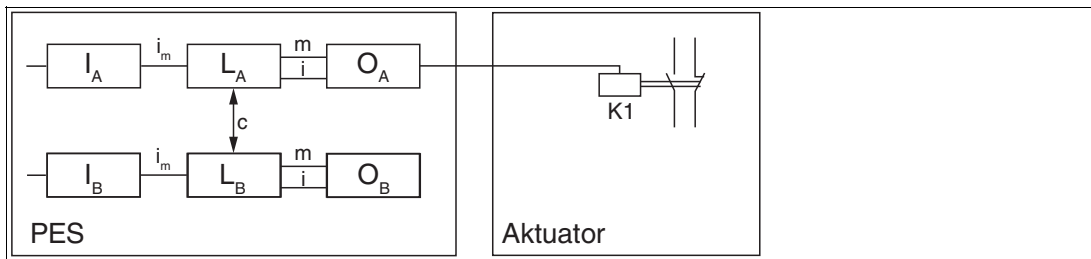 I_A i_m L_A m i O_A
K1
c
I_B i_m L_B m i O_B
PES Aktuator